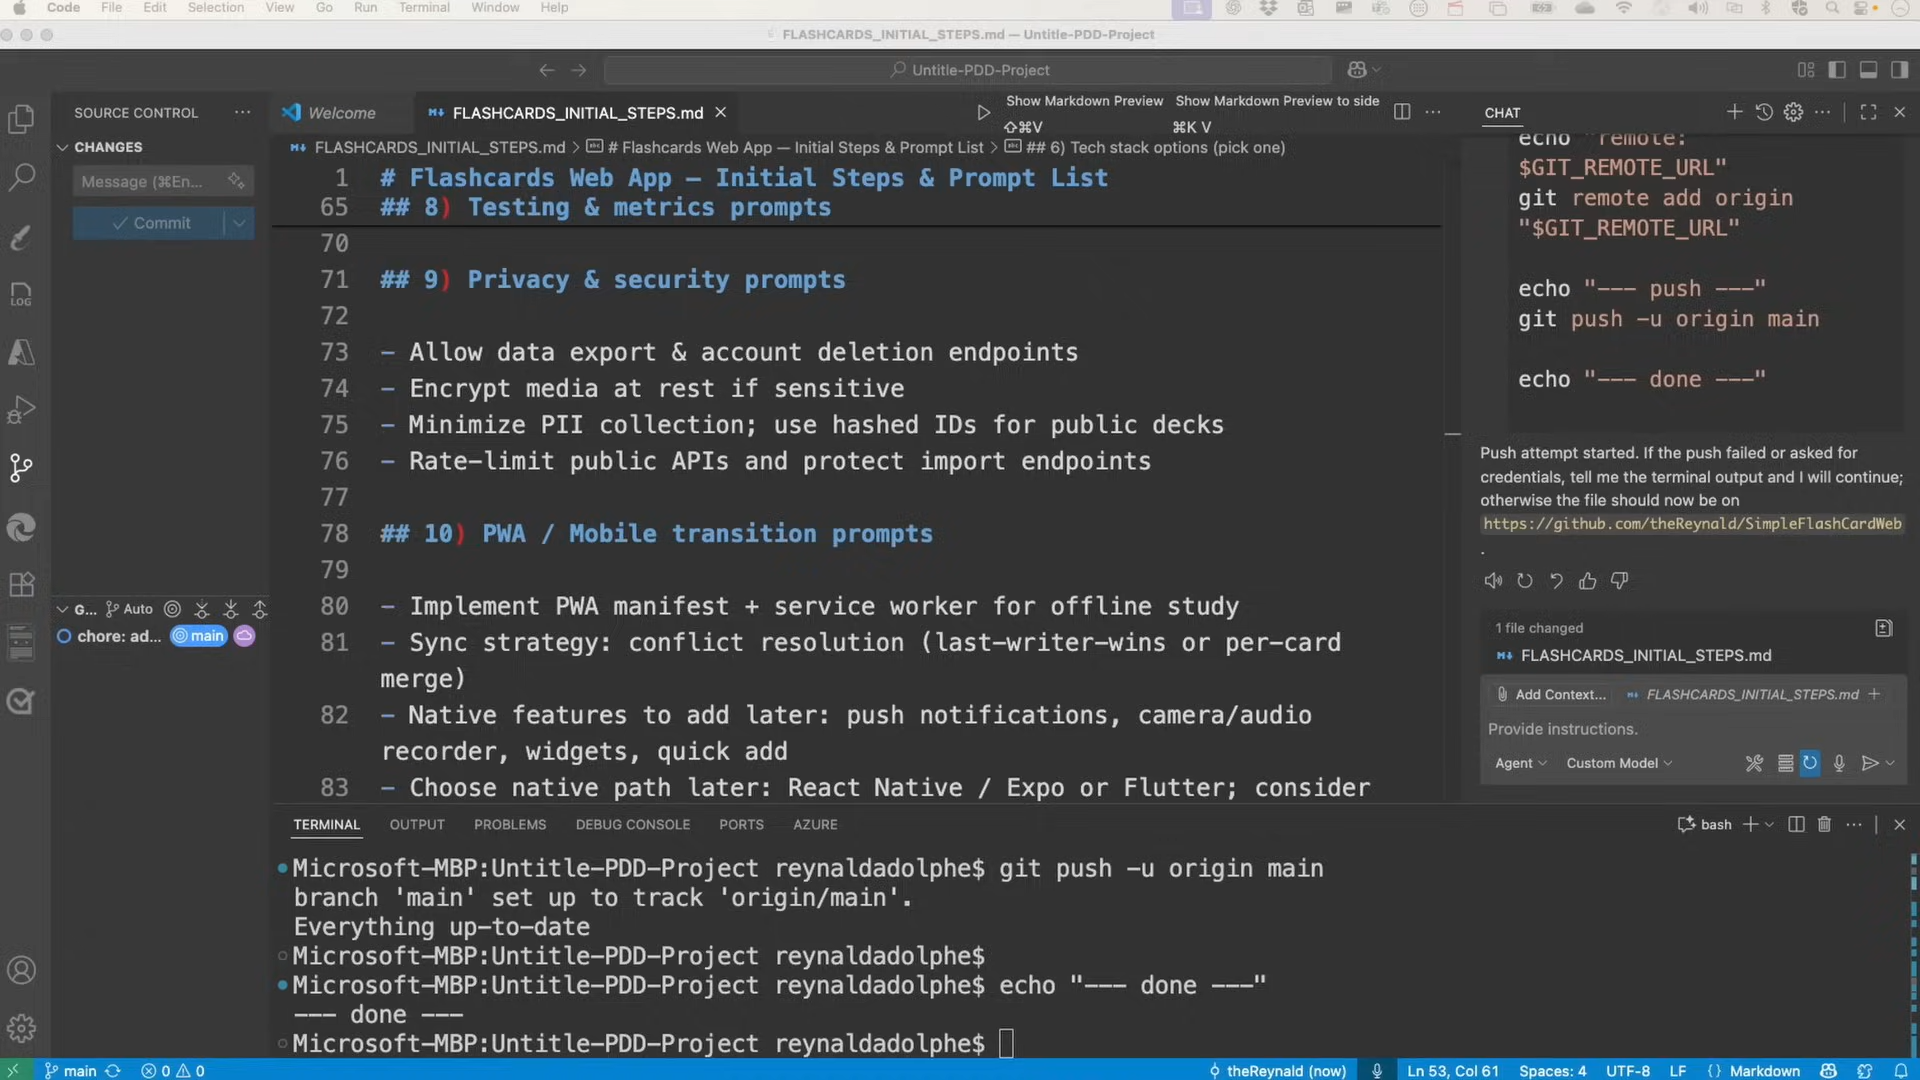 Code File Edit Selection View Go Run Terminal Window Help
FLASHCARDS_INITIAL_STEPS.md — Untitle-PDD-Project
Untitle-PDD-Project
SOURCE CONTROL
CHANGES
Message (⌘En...
Commit
Welcome
FLASHCARDS_INITIAL_STEPS.md
Show Markdown Preview
⇧⌘V
Show Markdown Preview to side
⌘K V
FLASHCARDS_INITIAL_STEPS.md > # Flashcards Web App — Initial Steps & Prompt List > ## 6) Tech stack options (pick one)
1 # Flashcards Web App — Initial Steps & Prompt List
65 ## 8) Testing & metrics prompts
70
71 ## 9) Privacy & security prompts
72
73 - Allow data export & account deletion endpoints
74 - Encrypt media at rest if sensitive
75 - Minimize PII collection; use hashed IDs for public decks
76 - Rate-limit public APIs and protect import endpoints
77
78 ## 10) PWA / Mobile transition prompts
79
80 - Implement PWA manifest + service worker for offline study
81 - Sync strategy: conflict resolution (last-writer-wins or per-card
merge)
82 - Native features to add later: push notifications, camera/audio
recorder, widgets, quick add
83 - Choose native path later: React Native / Expo or Flutter; consider
G... Auto
chore: ad... main
LOG
CHAT
echo "remote:
$GIT_REMOTE_URL"
git remote add origin
"$GIT_REMOTE_URL"
echo "--- push ---"
git push -u origin main
echo "--- done ---"
Push attempt started. If the push failed or asked for
credentials, tell me the terminal output and I will continue;
otherwise the file should now be on
https://github.com/theReynald/SimpleFlashCardWeb
.
1 file changed
FLASHCARDS_INITIAL_STEPS.md
Add Context... FLASHCARDS_INITIAL_STEPS.md +
Provide instructions.
Agent Custom Model
TERMINAL OUTPUT PROBLEMS DEBUG CONSOLE PORTS AZURE
bash
Microsoft-MBP:Untitle-PDD-Project reynaldadolphe$ git push -u origin main
branch 'main' set up to track 'origin/main'.
Everything up-to-date
Microsoft-MBP:Untitle-PDD-Project reynaldadolphe$
Microsoft-MBP:Untitle-PDD-Project reynaldadolphe$ echo "--- done ---"
--- done ---
Microsoft-MBP:Untitle-PDD-Project reynaldadolphe$
main 0 0 theReynald (now) Ln 53, Col 61 Spaces: 4 UTF-8 LF {} Markdown